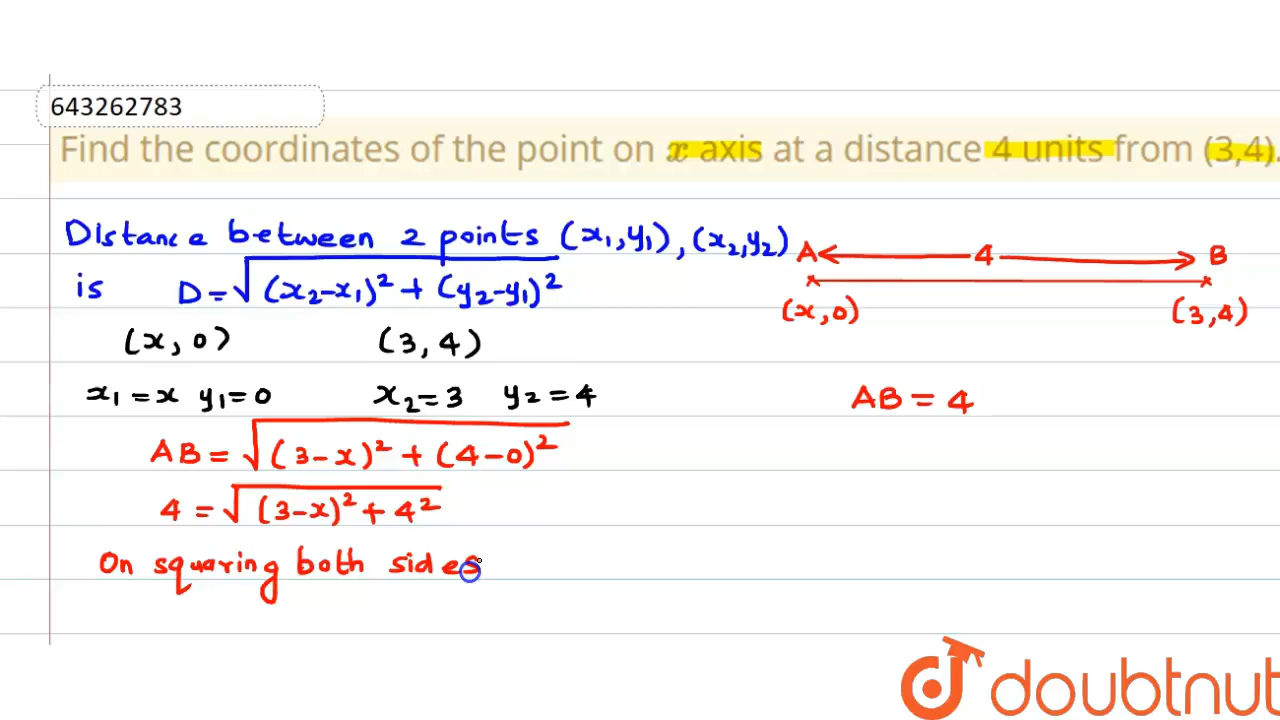 643262783
Find the coordinates of the point on x axis at a distance 4 units from (3,4).
Distance between 2 points (x₁,y₁), (x₂,y₂)
is D = √(x₂-x₁)² + (y₂-y₁)²
A 4 B
(x,0) (3,4)
(x,0) (3,4)
x₁ = x y₁ = 0 x₂ = 3 y₂ = 4
AB = 4
AB = √(3-x)² + (4-0)²
4 = √(3-x)² + 4²
On squaring both sides
doubtnut